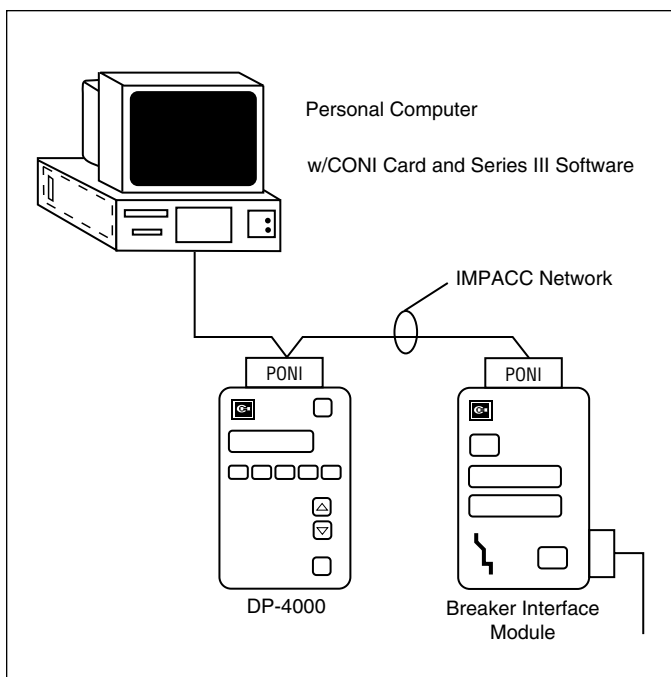 Personal Computer
w/CONI Card and Series III Software
IMPACC Network
PONI
PONI
DP-4000
Breaker Interface
Module